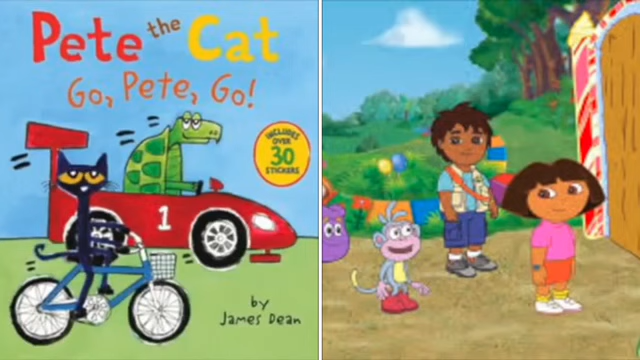 Pete the Cat
Go, Pete, Go!
INCLUDES
OVER
30
STICKERS
1
by
James Dean